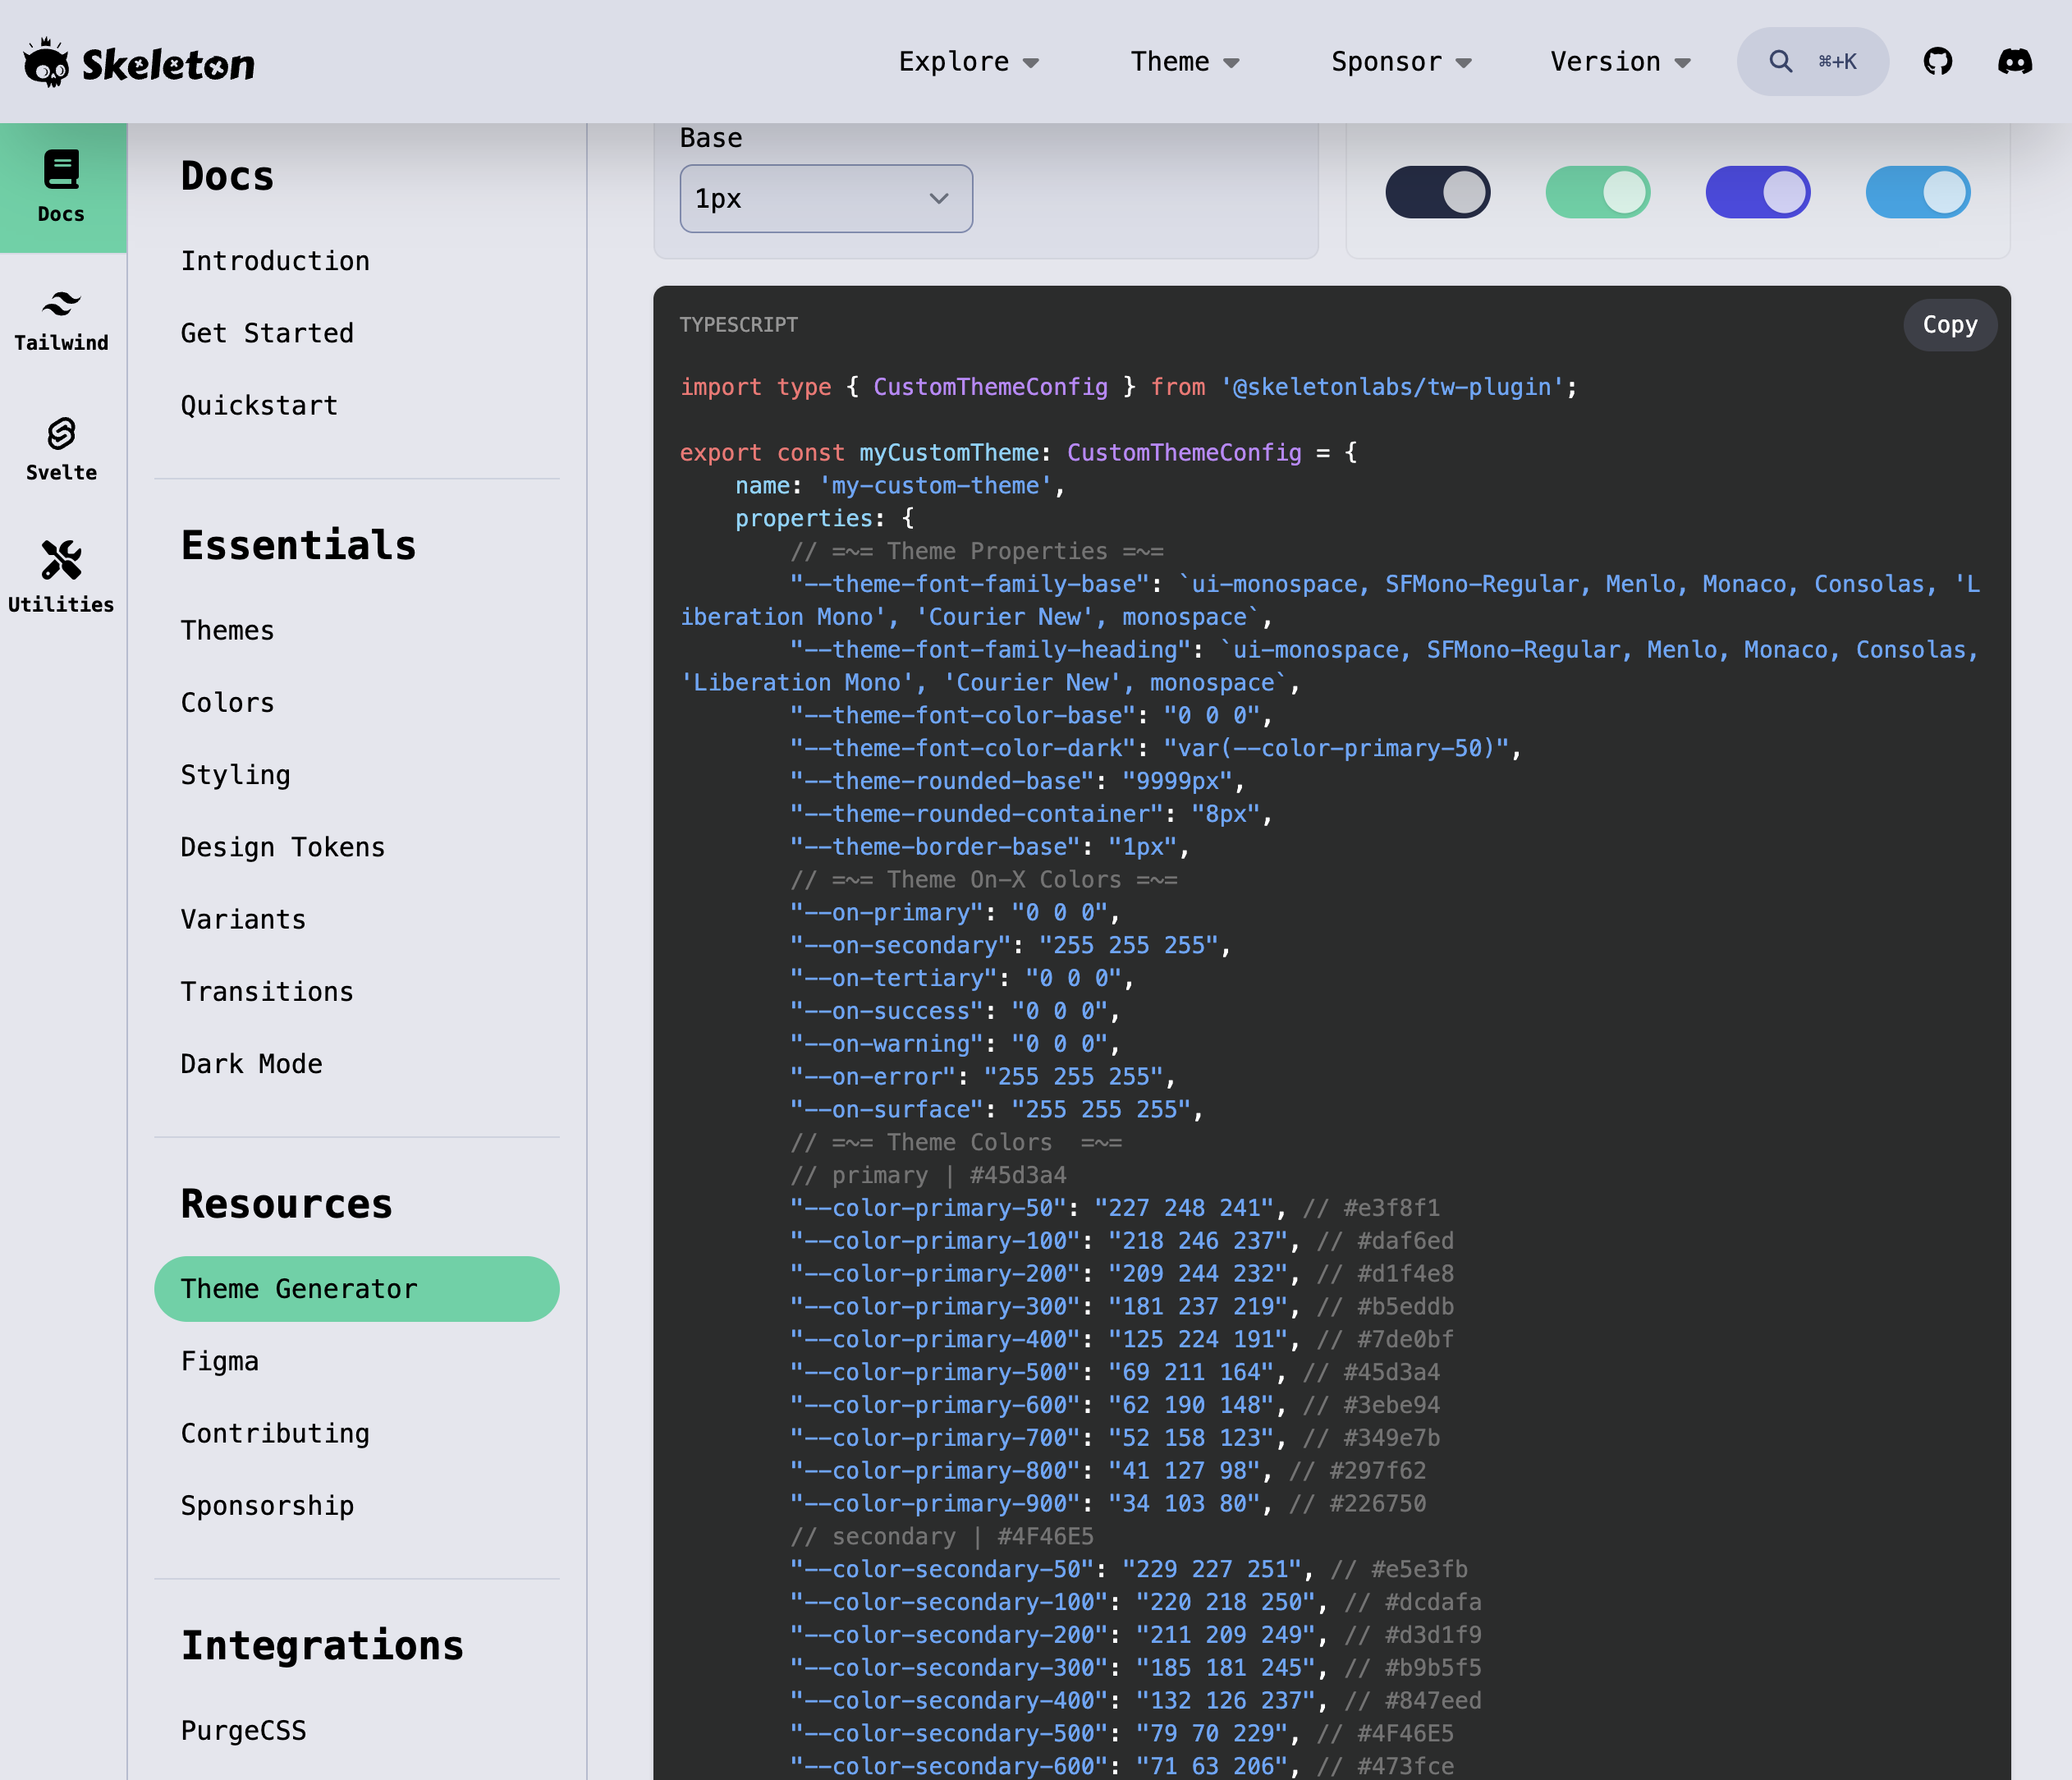 Skeleton
Explore
Theme
Sponsor
Version
⌘+K
Docs
Tailwind
Svelte
Utilities
Docs
Introduction
Get Started
Quickstart
Essentials
Themes
Colors
Styling
Design Tokens
Variants
Transitions
Dark Mode
Resources
Theme Generator
Figma
Contributing
Sponsorship
Integrations
PurgeCSS
Base
1px
TYPESCRIPT
Copy
import type { CustomThemeConfig } from '@skeletonlabs/tw-plugin';
export const myCustomTheme: CustomThemeConfig = {
    name: 'my-custom-theme',
    properties: {
        // =~= Theme Properties =~=
        "--theme-font-family-base": `ui-monospace, SFMono-Regular, Menlo, Monaco, Consolas, 'L
iberation Mono', 'Courier New', monospace`,
        "--theme-font-family-heading": `ui-monospace, SFMono-Regular, Menlo, Monaco, Consolas,
'Liberation Mono', 'Courier New', monospace`,
        "--theme-font-color-base": "0 0 0",
        "--theme-font-color-dark": "var(--color-primary-50)",
        "--theme-rounded-base": "9999px",
        "--theme-rounded-container": "8px",
        "--theme-border-base": "1px",
        // =~= Theme On-X Colors =~=
        "--on-primary": "0 0 0",
        "--on-secondary": "255 255 255",
        "--on-tertiary": "0 0 0",
        "--on-success": "0 0 0",
        "--on-warning": "0 0 0",
        "--on-error": "255 255 255",
        "--on-surface": "255 255 255",
        // =~= Theme Colors  =~=
        // primary | #45d3a4
        "--color-primary-50": "227 248 241", // #e3f8f1
        "--color-primary-100": "218 246 237", // #daf6ed
        "--color-primary-200": "209 244 232", // #d1f4e8
        "--color-primary-300": "181 237 219", // #b5eddb
        "--color-primary-400": "125 224 191", // #7de0bf
        "--color-primary-500": "69 211 164", // #45d3a4
        "--color-primary-600": "62 190 148", // #3ebe94
        "--color-primary-700": "52 158 123", // #349e7b
        "--color-primary-800": "41 127 98", // #297f62
        "--color-primary-900": "34 103 80", // #226750
        // secondary | #4F46E5
        "--color-secondary-50": "229 227 251", // #e5e3fb
        "--color-secondary-100": "220 218 250", // #dcdafa
        "--color-secondary-200": "211 209 249", // #d3d1f9
        "--color-secondary-300": "185 181 245", // #b9b5f5
        "--color-secondary-400": "132 126 237", // #847eed
        "--color-secondary-500": "79 70 229", // #4F46E5
        "--color-secondary-600": "71 63 206", // #473fce